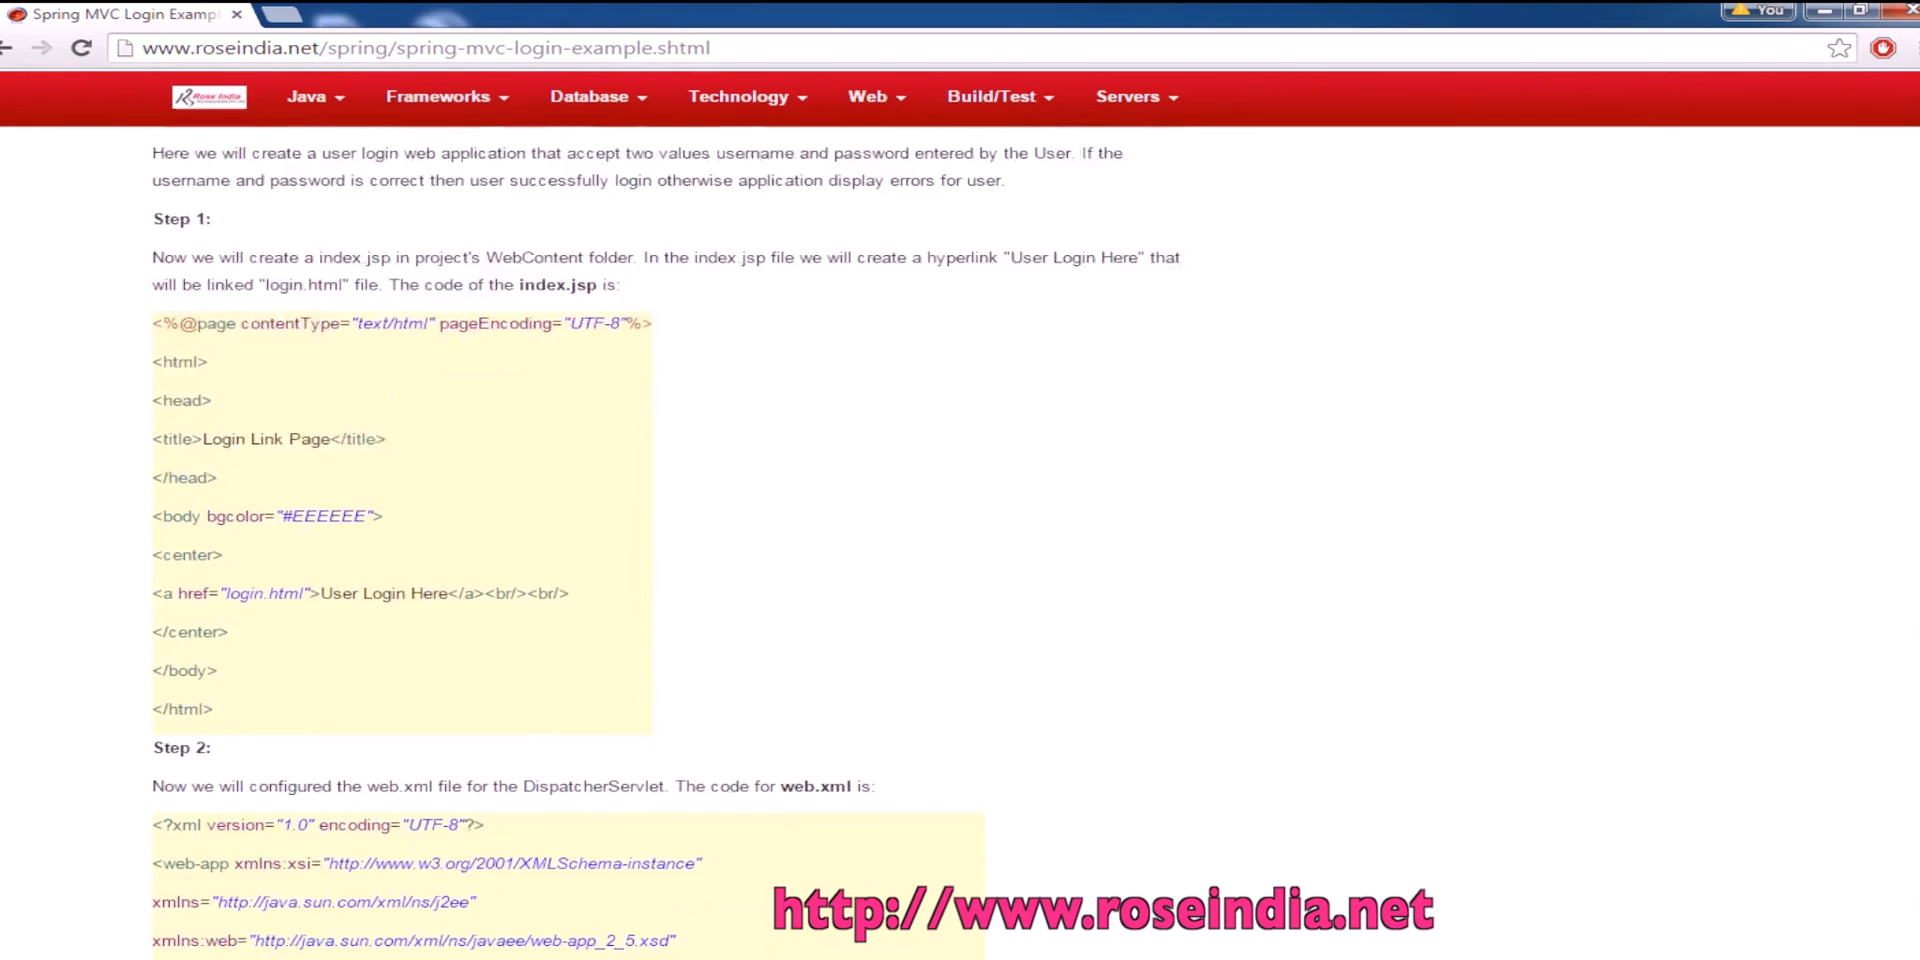 Spring MVC Login Exampl
You
www.roseindia.net/spring/spring-mvc-login-example.shtml
Rose India
Java Frameworks Database Technology Web Build/Test Servers
Here we will create a user login web application that accept two values username and password entered by the User. If the
username and password is correct then user successfully login otherwise application display errors for user.
Step 1:
Now we will create a index.jsp in project's WebContent folder. In the index.jsp file we will create a hyperlink "User Login Here" that
will be linked "login.html" file. The code of the index.jsp is:
<%@page contentType="text/html" pageEncoding="UTF-8"%>
<html>
<head>
<title>Login Link Page</title>
</head>
<body bgcolor="#EEEEEE">
<center>
<a href="login.html">User Login Here</a><br/><br/>
</center>
</body>
</html>
Step 2:
Now we will configured the web.xml file for the DispatcherServlet. The code for web.xml is:
<?xml version="1.0" encoding="UTF-8"?>
<web-app xmlns:xsi="http://www.w3.org/2001/XMLSchema-instance"
xmlns="http://java.sun.com/xml/ns/j2ee"
xmlns:web="http://java.sun.com/xml/ns/javaee/web-app_2_5.xsd"
http://www.roseindia.net